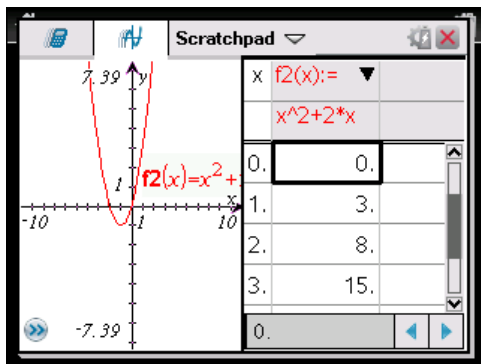 Scratchpad
7.39
y
f2(x)=x^2+
1
x
-10
1
10
-7.39
x f2(x):= ▼
x^2+2*x
0. 0.
1. 3.
2. 8.
3. 15.
0.